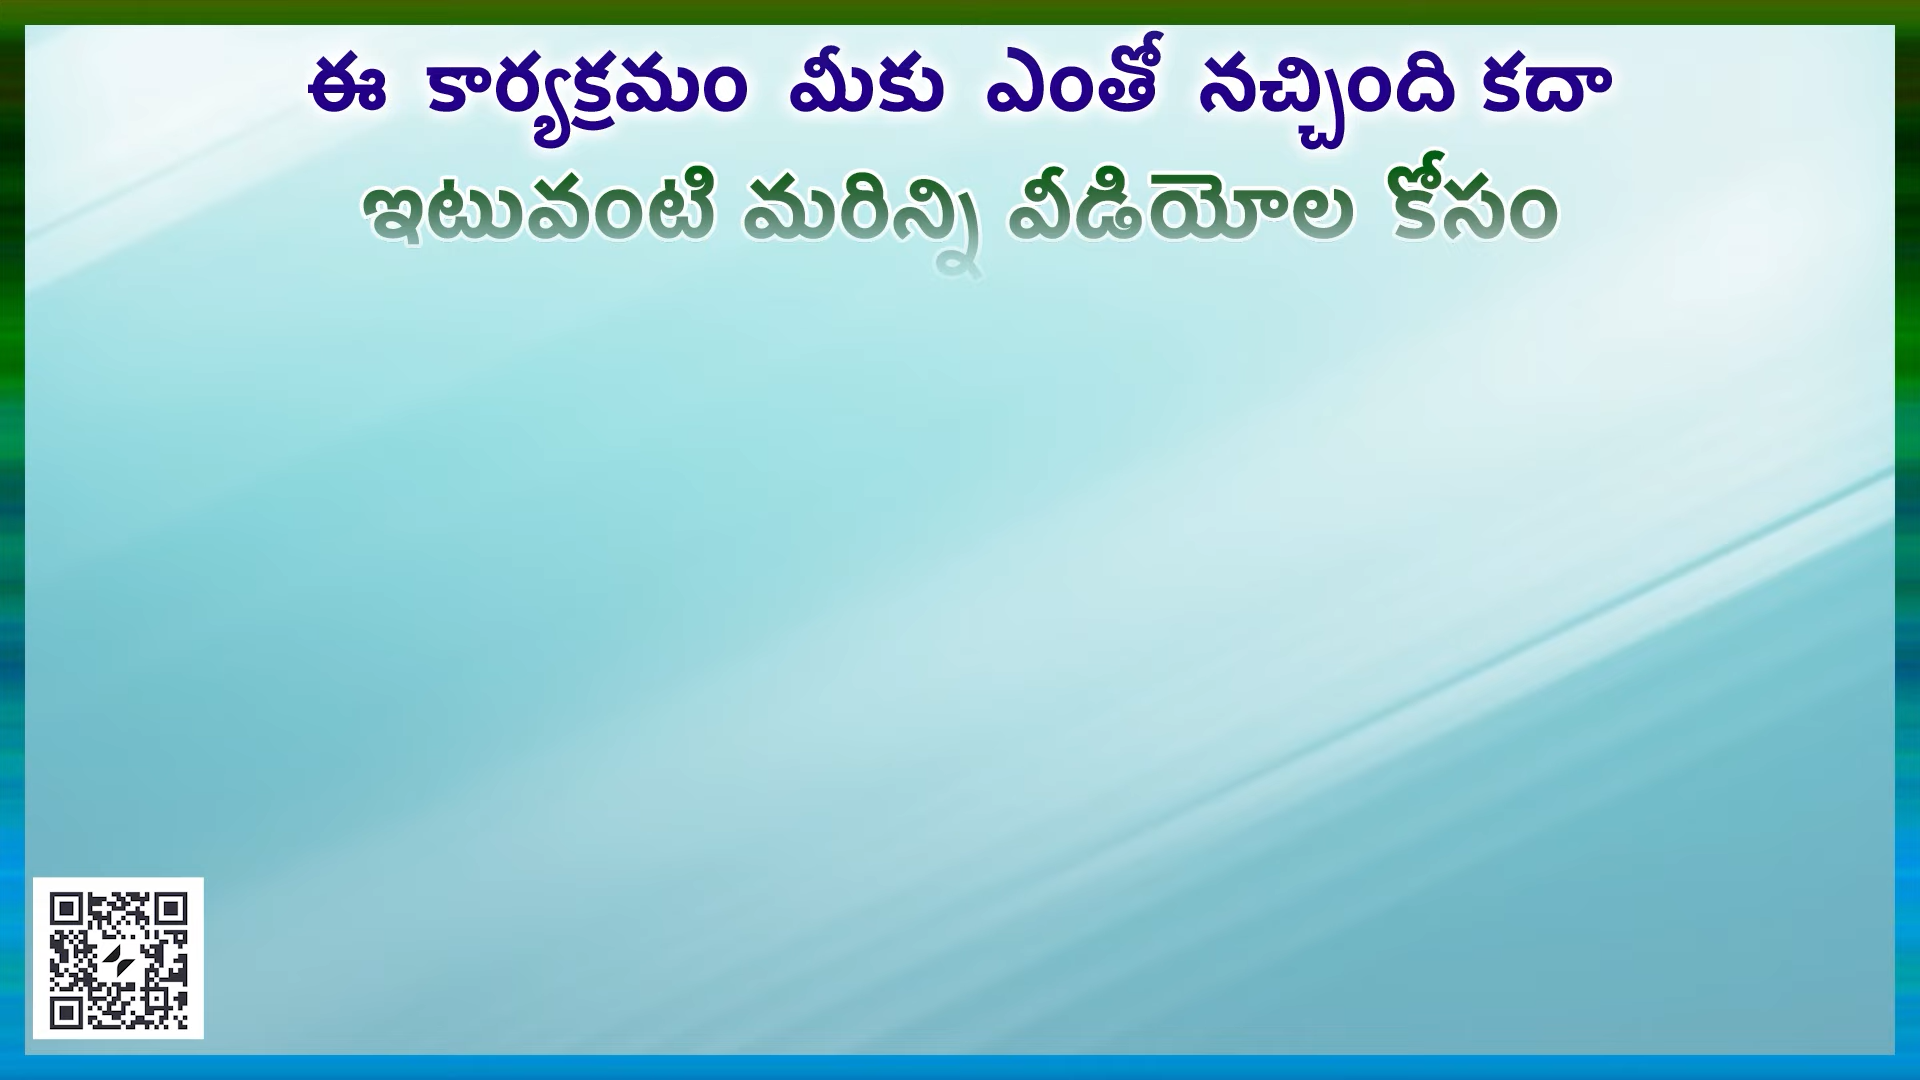 ఈ కార్యక్రమం మీకు ఎంతో నచ్చింది కదా
ఇటువంటి మరిన్ని వీడియోల కోసం